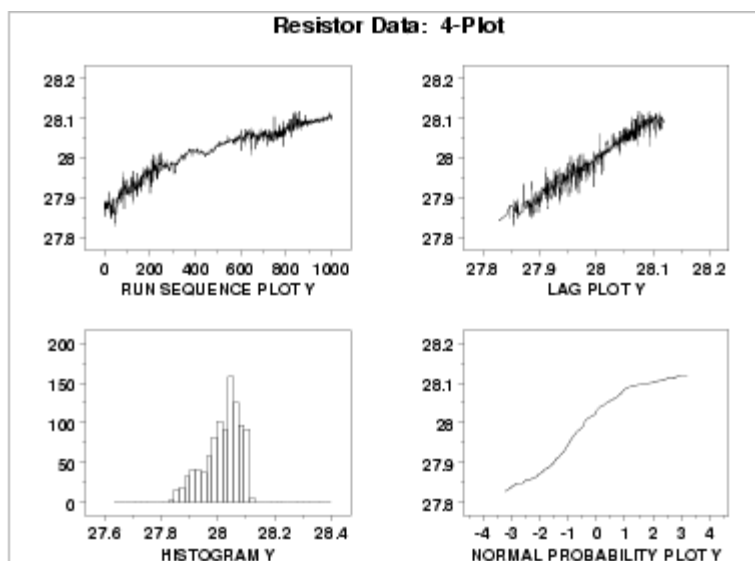 Resistor Data: 4-Plot
28.2
28.1
28
27.9
27.8
0 200 400 600 800 1000
RUN SEQUENCE PLOT Y
28.2
28.1
28
27.9
27.8
27.8 27.9 28 28.1 28.2
LAG PLOT Y
200
150
100
50
0
27.6 27.8 28 28.2 28.4
HISTOGRAM Y
28.2
28.1
28
27.9
27.8
-4 -3 -2 -1 0 1 2 3 4
NORMAL PROBABILITY PLOT Y